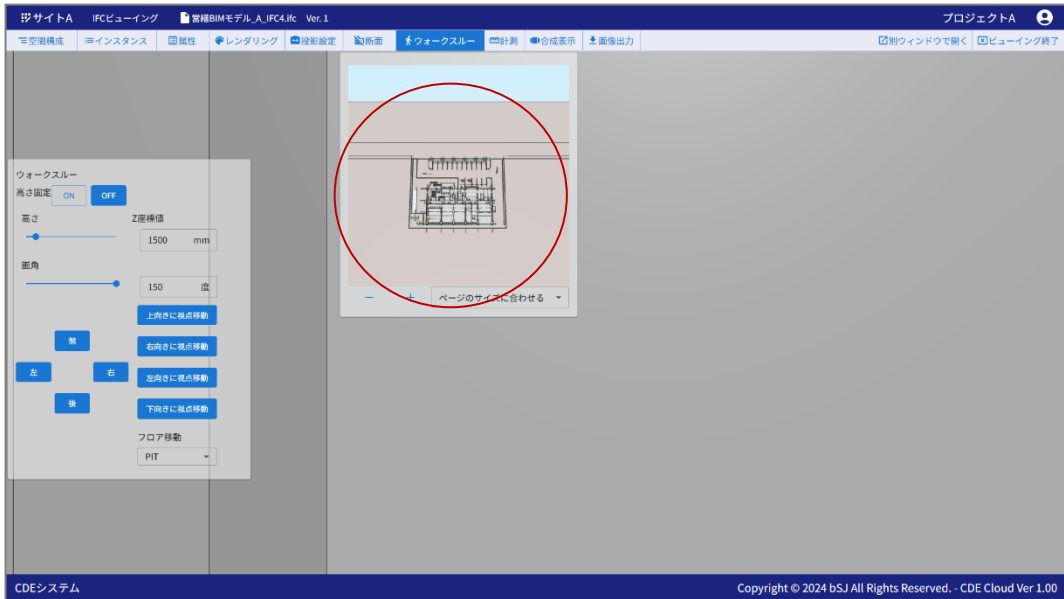 サイトA IFCビューイング 営繕BIMモデル_A_IFC4.ifc Ver. 1 プロジェクトA
空間構成 インスタンス 属性 レンダリング 投影設定 断面 ウォークスルー 計測 合成表示 画像出力 別ウィンドウで開く ビューイング終了
ウォークスルー
高さ固定 ON OFF
高さ Z座標値
1500 mm
画角
150 度
上向きに視点移動
前
右向きに視点移動
左 右
左向きに視点移動
後
下向きに視点移動
フロア移動
PIT
− + ページのサイズに合わせる
CDEシステム Copyright © 2024 bSJ All Rights Reserved. - CDE Cloud Ver 1.00